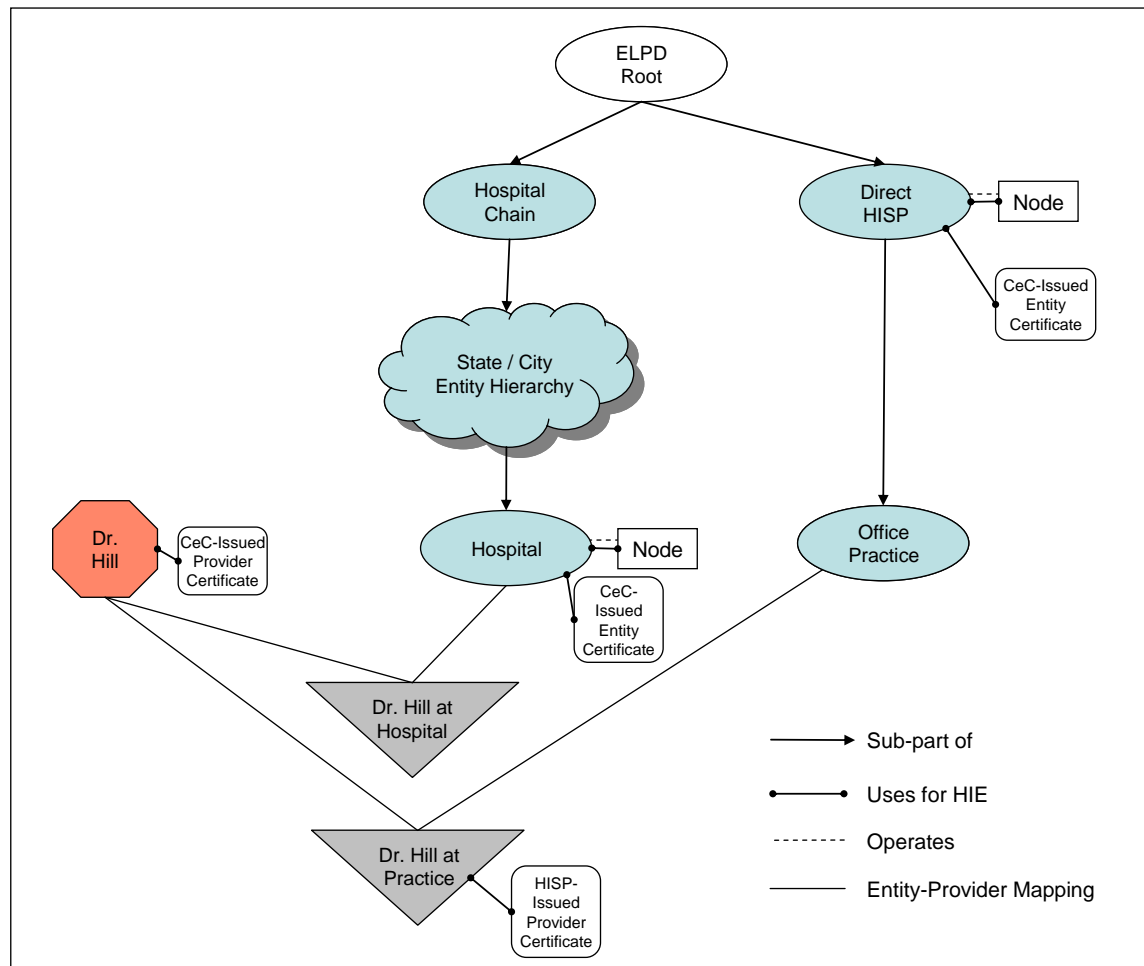 ELPD
Root
Hospital
Chain
Direct
HISP
Node
CeC-Issued
Entity
Certificate
State / City
Entity Hierarchy
Dr.
Hill
CeC-Issued
Provider
Certificate
Hospital
Node
Office
Practice
CeC-
Issued
Entity
Certificate
Dr. Hill at
Hospital
Sub-part of
Uses for HIE
Operates
Entity-Provider Mapping
Dr. Hill at
Practice
HISP-
Issued
Provider
Certificate